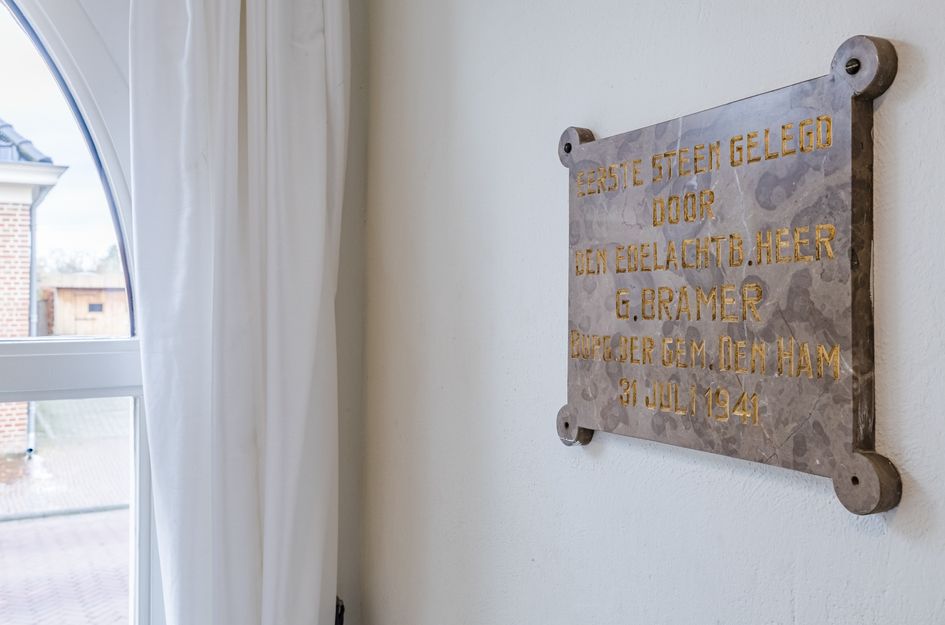 EERSTE STEEN GELEGD
DOOR
DEN EDELACHTB. HEER
G. BRAMER
BURG. DER GEM. DEN HAM
31 JULI 1941